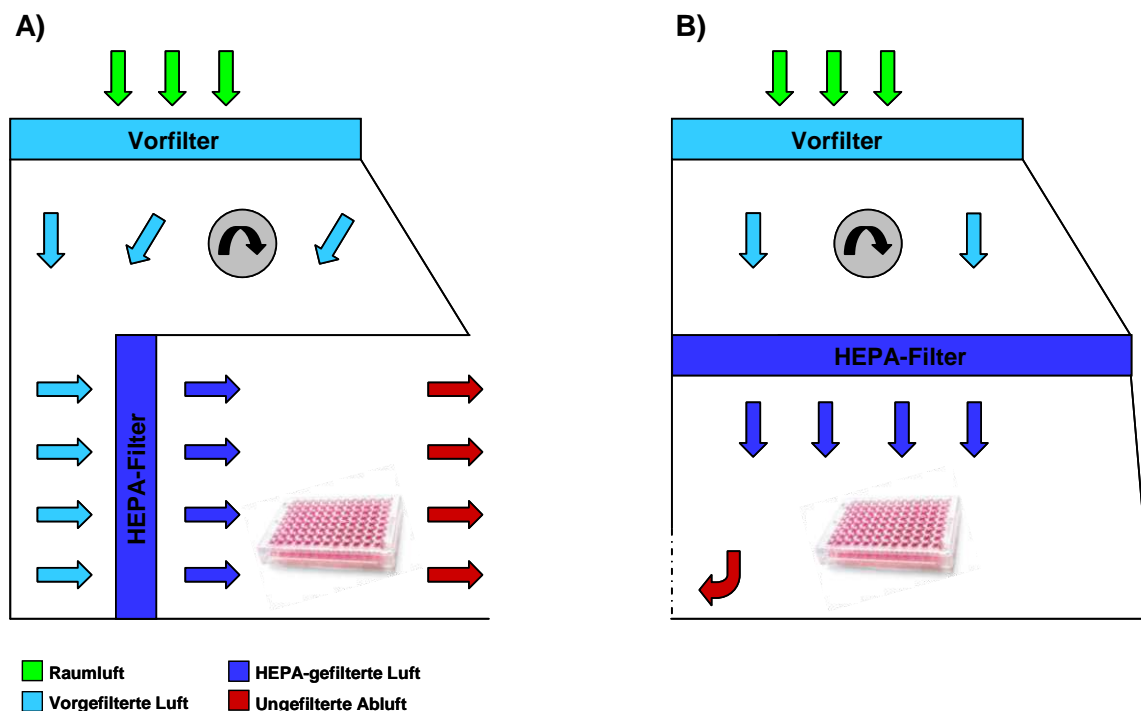 A)
B)
Vorfilter
Vorfilter
HEPA-Filter
HEPA-Filter
Raumluft
HEPA-gefilterte Luft
Vorgefilterte Luft
Ungefilterte Abluft